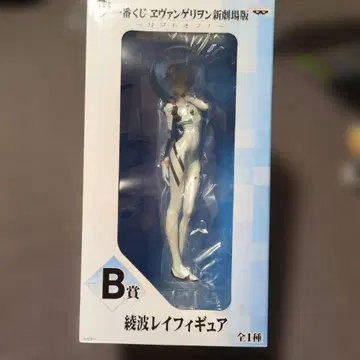 一番くじ ヱヴァンゲリヲン新劇場版
B賞
綾波レイフィギュア
全1種